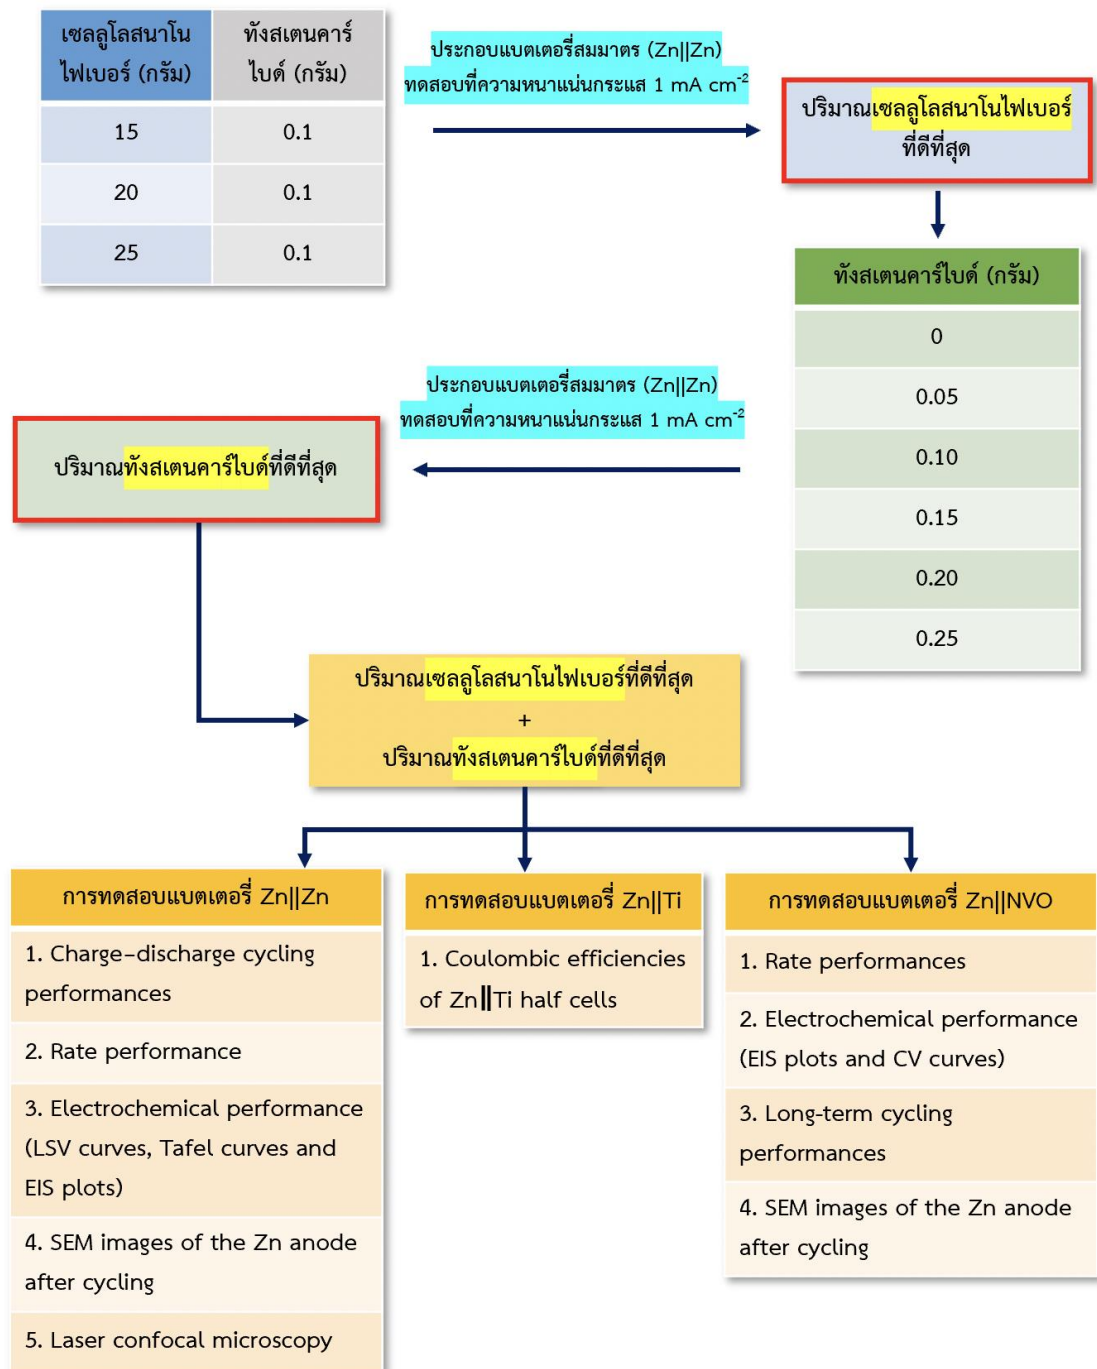 เซลลูโลสนาโน
ไฟเบอร์ (กรัม)
ทังสเตนคาร์
ไบด์ (กรัม)
15
0.1
20
0.1
25
0.1
ประกอบแบตเตอรี่สมมาตร (Zn||Zn)
ทดสอบที่ความหนาแน่นกระแส 1 mA cm⁻²
ปริมาณเซลลูโลสนาโนไฟเบอร์
ที่ดีที่สุด
ทังสเตนคาร์ไบด์ (กรัม)
0
0.05
0.10
0.15
0.20
0.25
ประกอบแบตเตอรี่สมมาตร (Zn||Zn)
ทดสอบที่ความหนาแน่นกระแส 1 mA cm⁻²
ปริมาณทังสเตนคาร์ไบด์ที่ดีที่สุด
ปริมาณเซลลูโลสนาโนไฟเบอร์ที่ดีที่สุด
+
ปริมาณทังสเตนคาร์ไบด์ที่ดีที่สุด
การทดสอบแบตเตอรี่ Zn||Zn
1. Charge–discharge cycling
performances
2. Rate performance
3. Electrochemical performance
(LSV curves, Tafel curves and
EIS plots)
4. SEM images of the Zn anode
after cycling
5. Laser confocal microscopy
การทดสอบแบตเตอรี่ Zn||Ti
1. Coulombic efficiencies
of Zn||Ti half cells
การทดสอบแบตเตอรี่ Zn||NVO
1. Rate performances
2. Electrochemical performance
(EIS plots and CV curves)
3. Long-term cycling
performances
4. SEM images of the Zn anode
after cycling